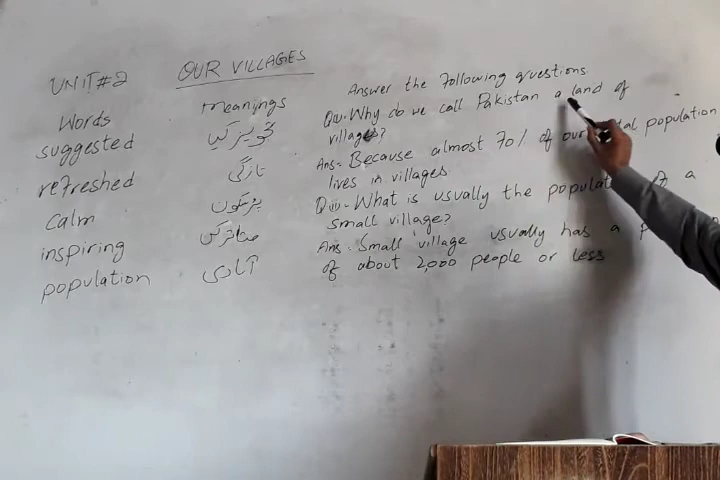 UNIT#2 OUR VILLAGES
Words meanings
suggested تجویز کیا
refreshed تازگی
calm پرسکون
inspiring متاثر کن
population آبادی
Answer the following questions
Qii- Why do we call Pakistan a land of
villages?
Ans= Because almost 70% of our population
lives in villages
Qiii- What is usually the of a
small village?
Ans= Small village usually has a
of about 2,000 people or less